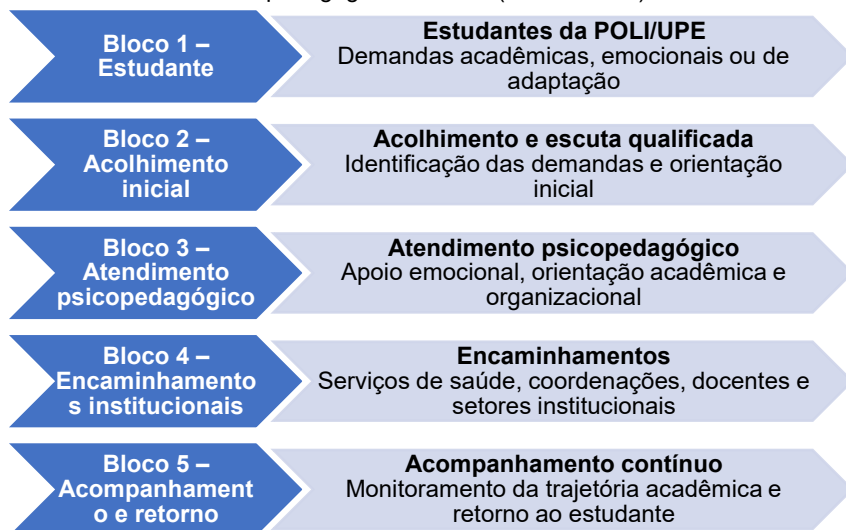 Bloco 1 –
Estudante
Estudantes da POLI/UPE
Demandas acadêmicas, emocionais ou de
adaptação
Bloco 2 –
Acolhimento
inicial
Acolhimento e escuta qualificada
Identificação das demandas e orientação
inicial
Bloco 3 –
Atendimento
psicopedagógico
Atendimento psicopedagógico
Apoio emocional, orientação acadêmica e
organizacional
Bloco 4 –
Encaminhamento
s institucionais
Encaminhamentos
Serviços de saúde, coordenações, docentes e
setores institucionais
Bloco 5 –
Acompanhament
o e retorno
Acompanhamento contínuo
Monitoramento da trajetória acadêmica e
retorno ao estudante